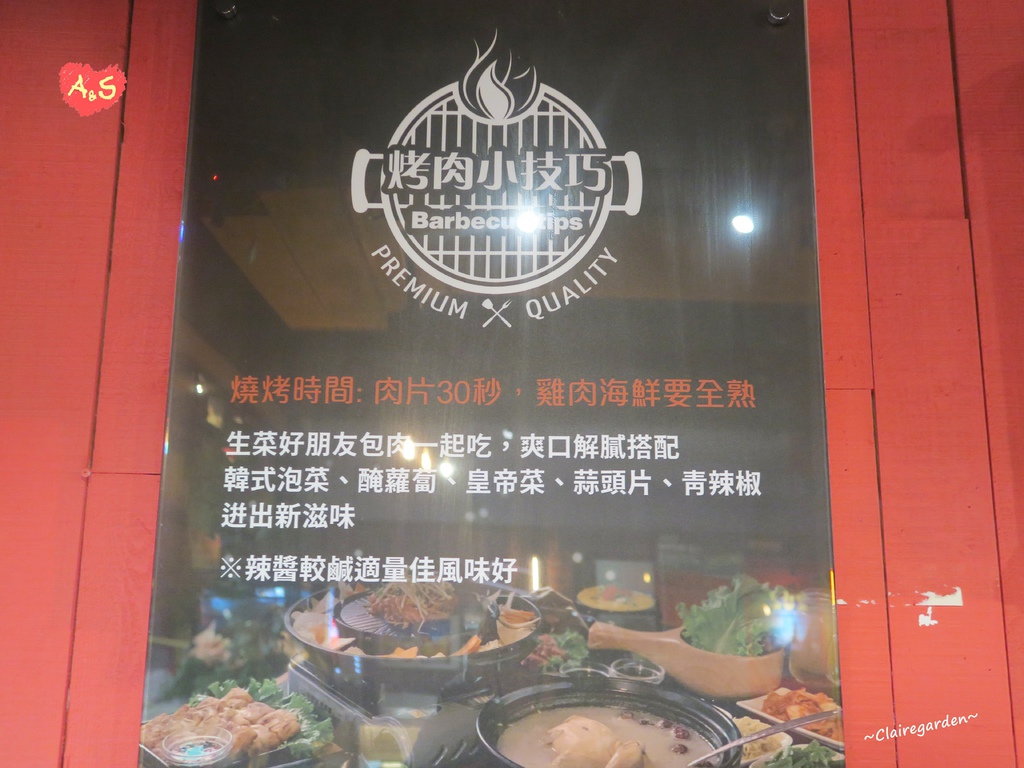 A&S
烤肉小技巧
Barbecue tips
PREMIUM QUALITY
燒烤時間: 肉片30秒，雞肉海鮮要全熟
生菜好朋友包肉一起吃，爽口解膩搭配
韓式泡菜、醃蘿蔔、皇帝菜、蒜頭片、青辣椒
迸出新滋味
※辣醬較鹹適量佳風味好
~Clairegarden~